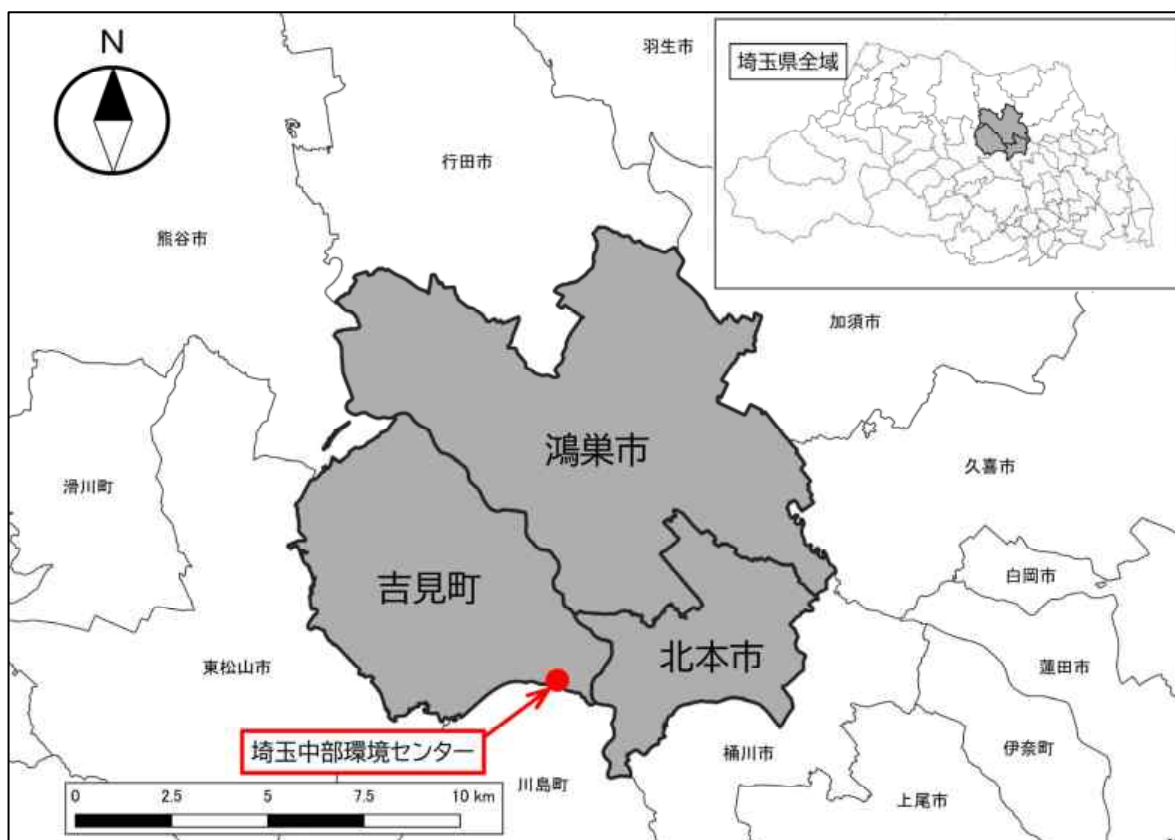 N
羽生市
埼玉県全域
行田市
熊谷市
加須市
鴻巣市
久喜市
滑川町
白岡市
吉見町
北本市
東松山市
蓮田市
埼玉中部環境センター
桶川市
伊奈町
川島町
上尾市
0 2.5 5 7.5 10 km